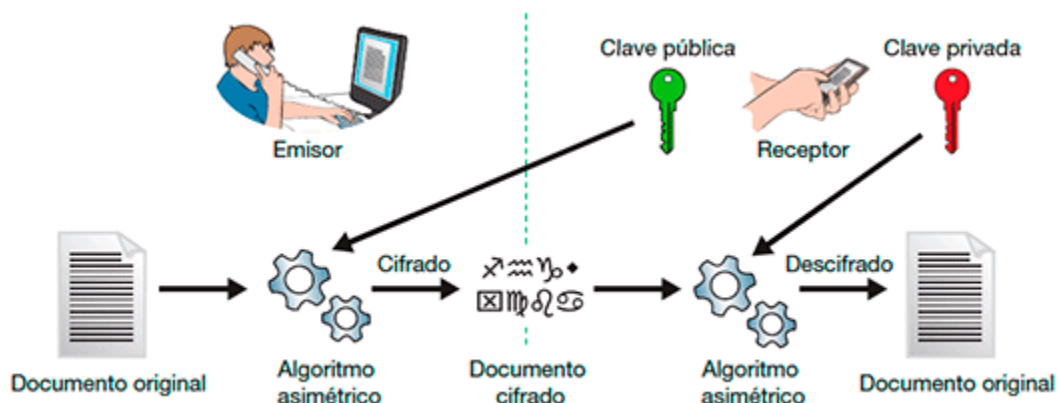 Clave pública
Clave privada
Emisor
Receptor
Cifrado
Descifrado
Documento original
Algoritmo
asimétrico
Documento
cifrado
Algoritmo
asimétrico
Documento original